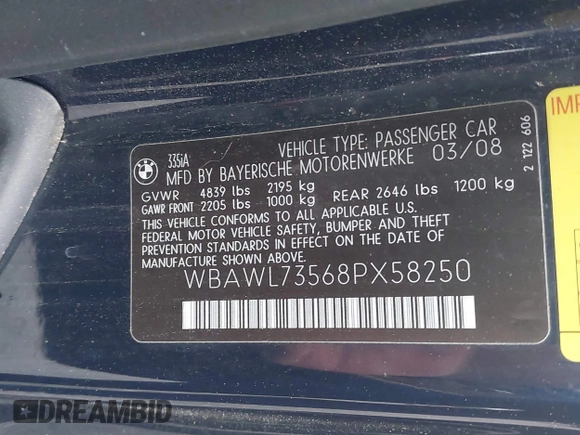 BMW
335iA
VEHICLE TYPE: PASSENGER CAR
MFD BY BAYERISCHE MOTORENWERKE 03/08
GVWR 4839 lbs 2195 kg
GAWR FRONT 2205 lbs 1000 kg REAR 2646 lbs 1200 kg
THIS VEHICLE CONFORMS TO ALL APPLICABLE U.S.
FEDERAL MOTOR VEHICLE SAFETY, BUMPER AND THEFT PREVENTION
STANDARDS IN EFFECT ON THE DATE OF MANUFACTURE
SHOWN ABOVE.
WBAWL73568PX58250
2 122 606
DREAMBID